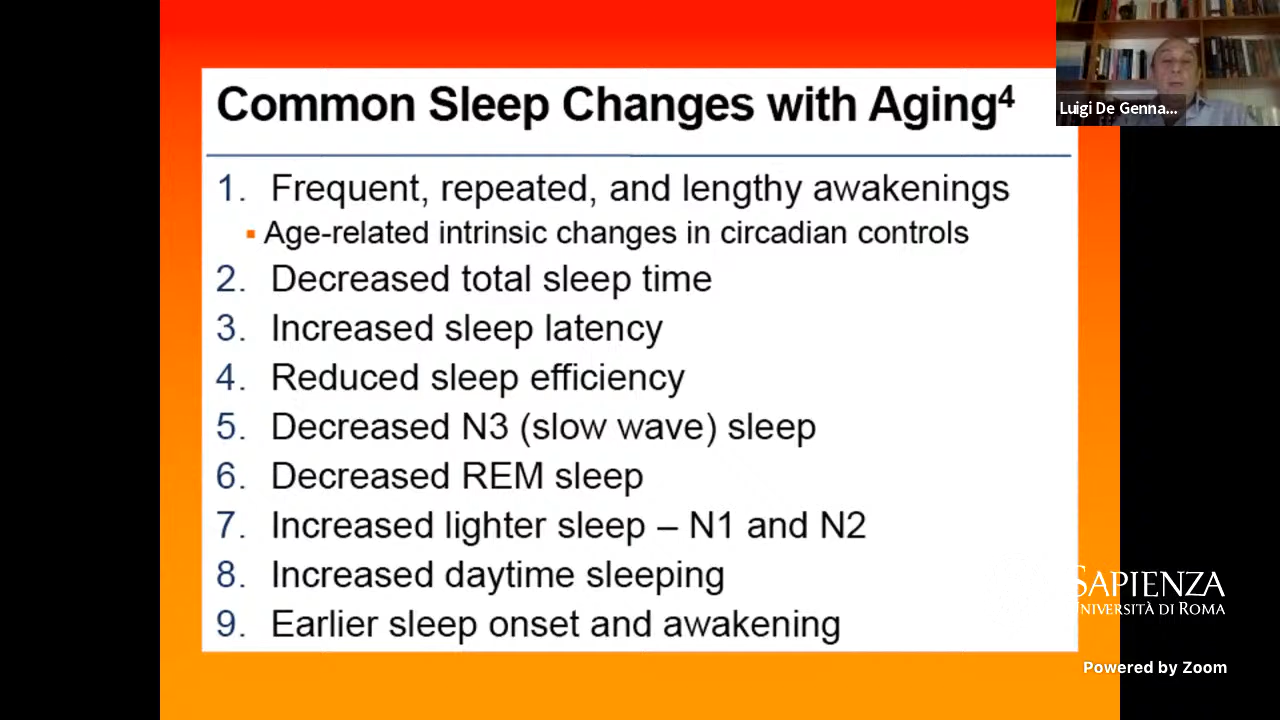 Common Sleep Changes with Aging⁴
1. Frequent, repeated, and lengthy awakenings
▪ Age-related intrinsic changes in circadian controls
2. Decreased total sleep time
3. Increased sleep latency
4. Reduced sleep efficiency
5. Decreased N3 (slow wave) sleep
6. Decreased REM sleep
7. Increased lighter sleep – N1 and N2
8. Increased daytime sleeping
9. Earlier sleep onset and awakening
Luigi De Genna...
SAPIENZA
UNIVERSITÀ DI ROMA
Powered by Zoom